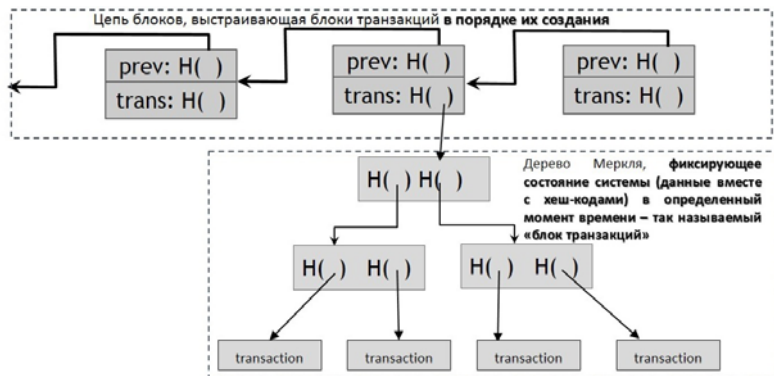 Цепь блоков, выстраивающая блоки транзакций в порядке их создания
prev: H( )
trans: H( )
prev: H( )
trans: H( )
prev: H( )
trans: H( )
Дерево Меркля, фиксирующее
состояние системы (данные вместе
с хеш-кодами) в определенный
момент времени – так называемый
«блок транзакций»
H( ) H( )
H( ) H( )
H( ) H( )
transaction
transaction
transaction
transaction